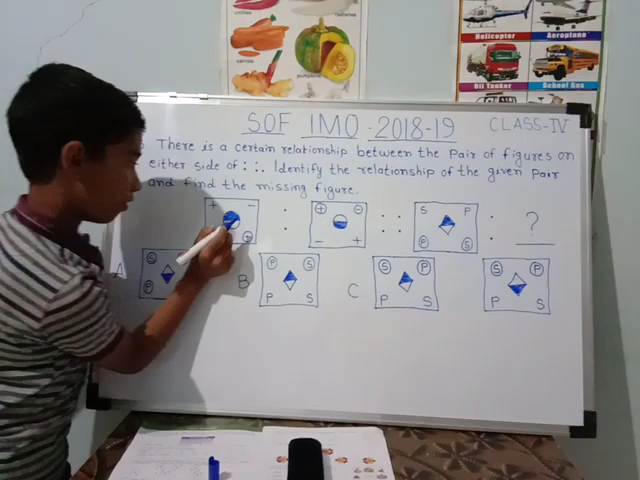 chillies
carrots
pumpkins
Helicopter
Aeroplane
Oil Tanker
School Bus
SOF IMO -2018-19 CLASS-IV
There is a certain relationship between the Pair of figures on
either side of : :. Identify the relationship of the given Pair
and find the missing figure.
+ − : ⊕ ⊖ : : S P : ?
⊕ − + Ⓟ Ⓢ
A Ⓢ B Ⓟ Ⓢ C Ⓢ Ⓟ Ⓢ Ⓟ
Ⓟ P S P S P S